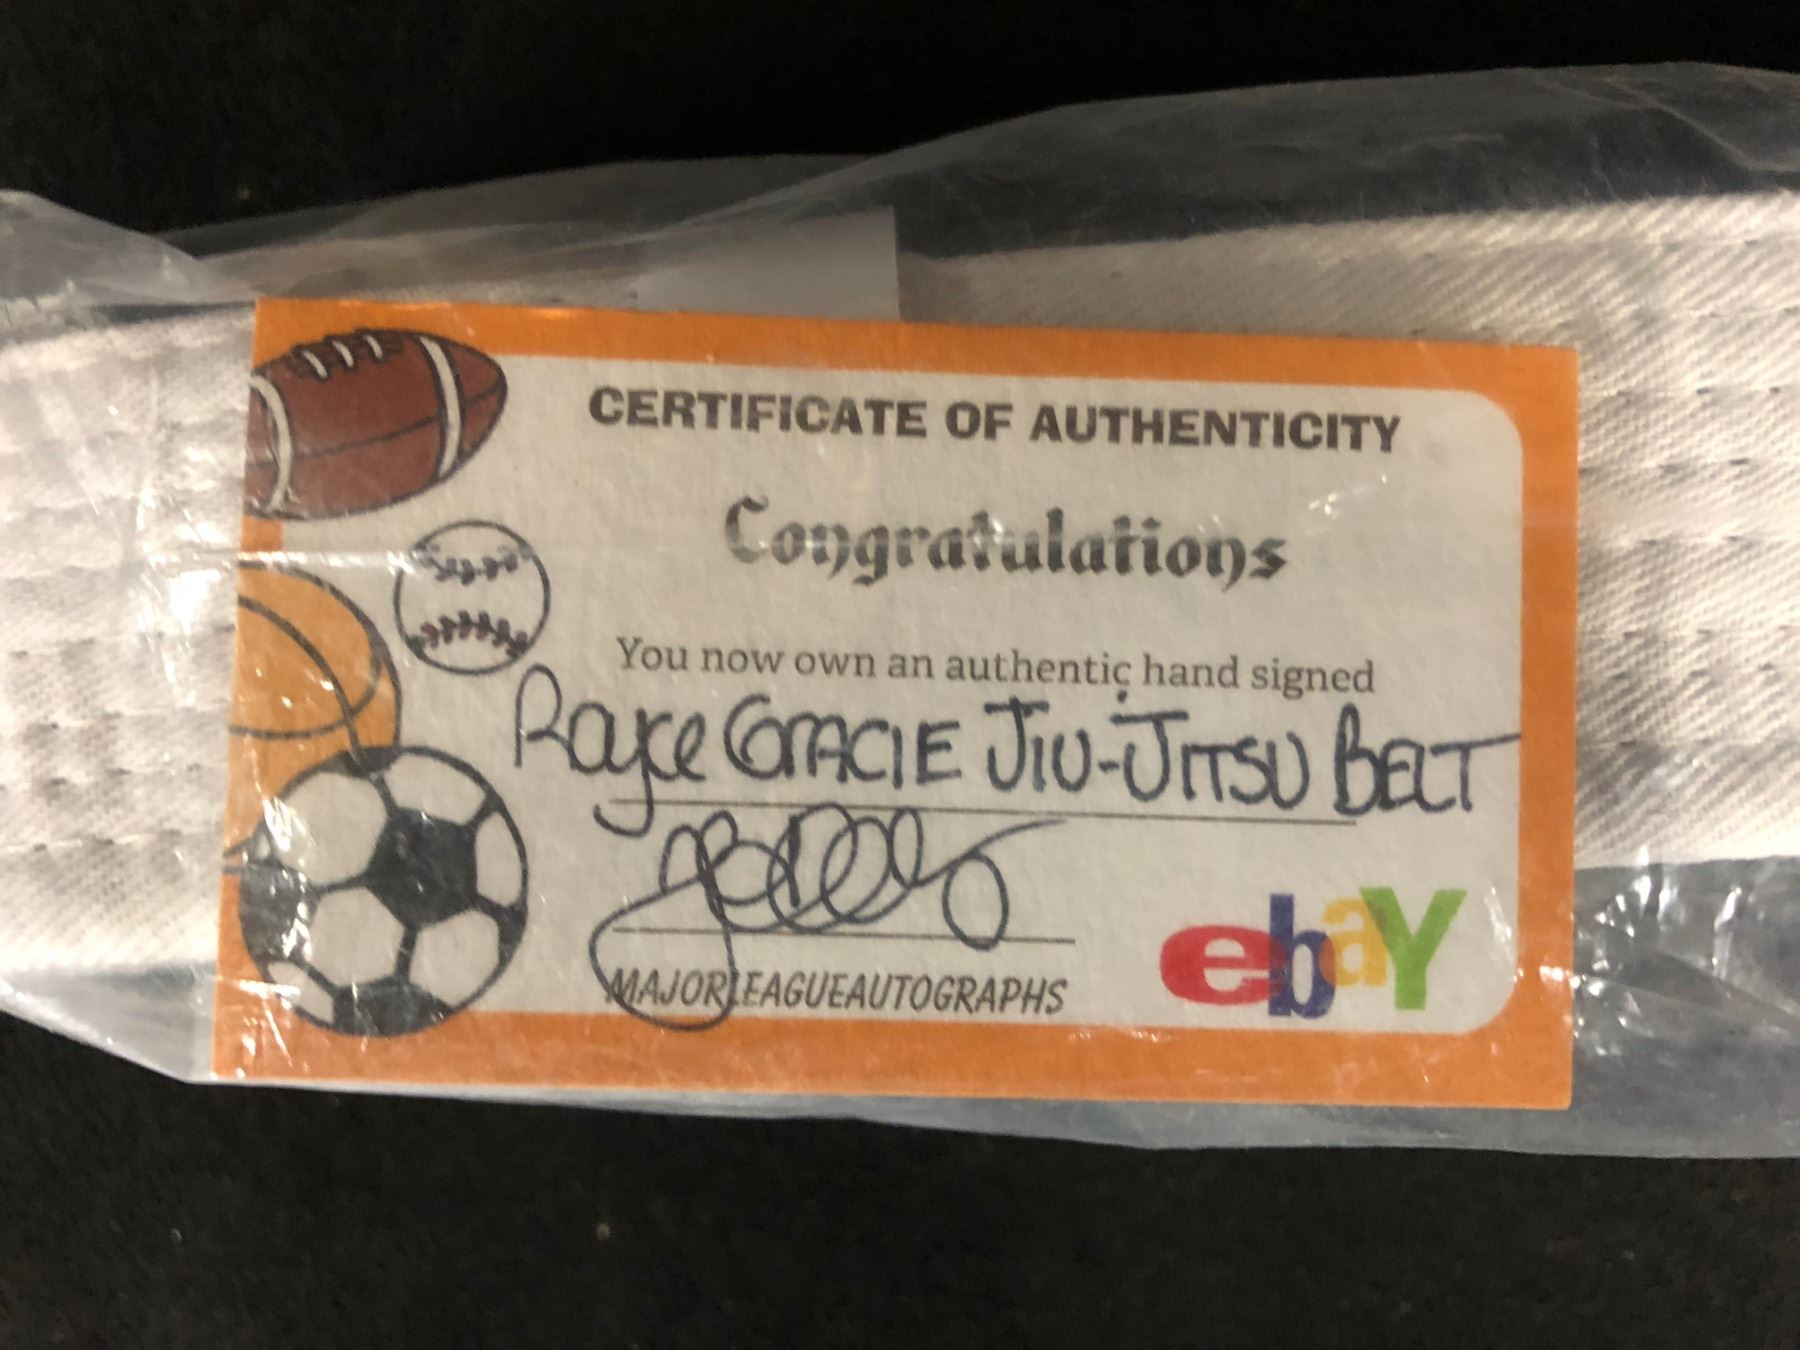 CERTIFICATE OF AUTHENTICITY
Congratulations
You now own an authentic hand signed
Royce GRACIE JIU-JITSU BELT
MAJORLEAGUEAUTOGRAPHS
ebaY